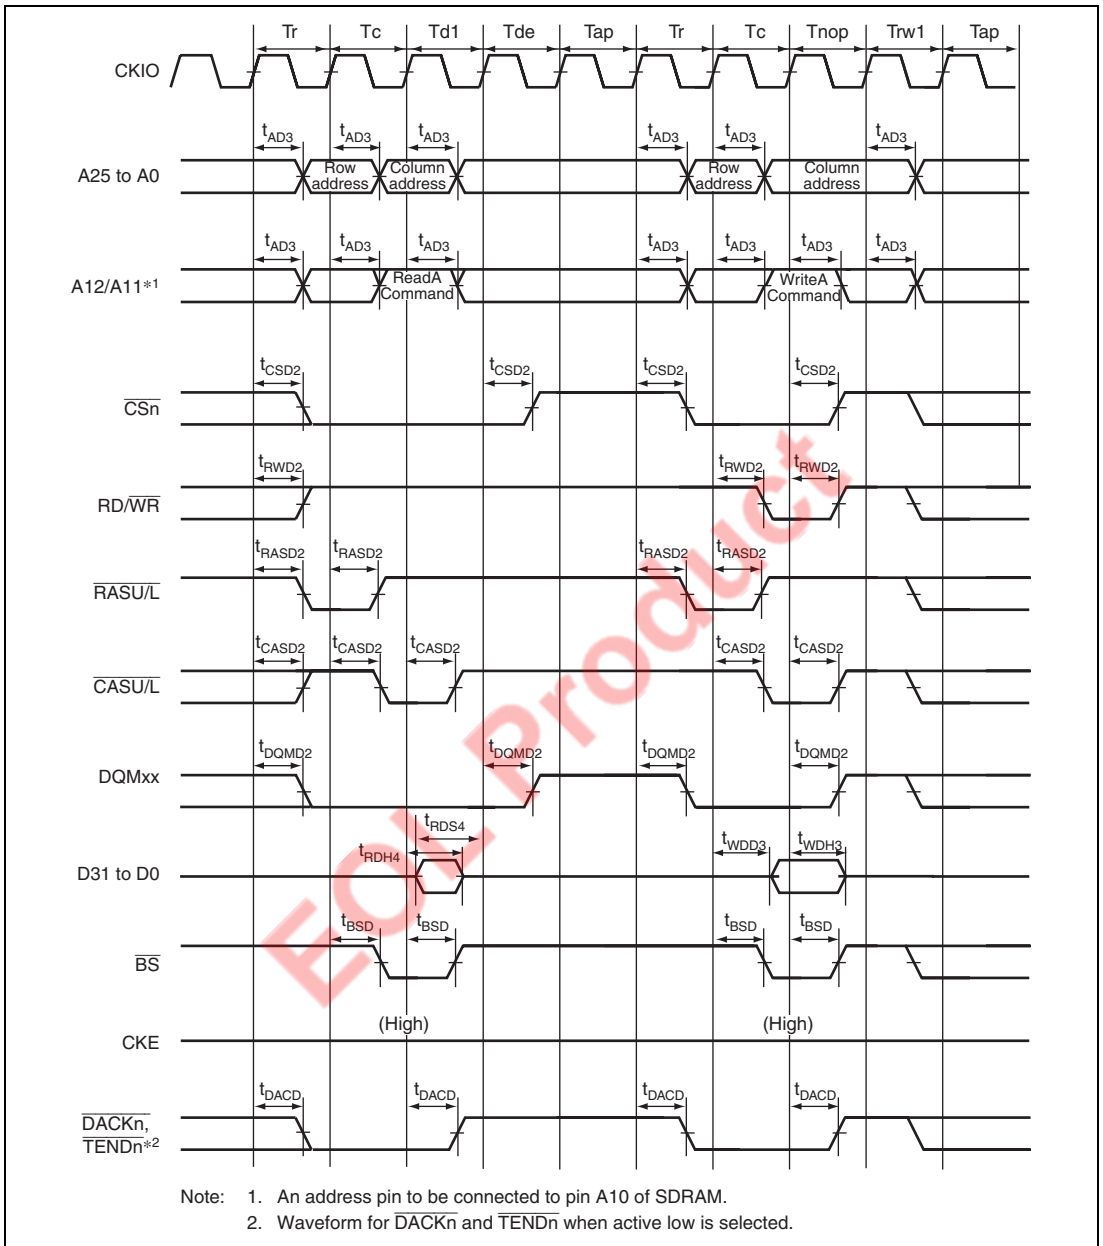 Tr Tc Td1 Tde Tap Tr Tc Tnop Trw1 Tap
CKIO
tAD3 tAD3 tAD3 tAD3 tAD3 tAD3
A25 to A0
Row address
Column address
Row address
Column address
tAD3 tAD3 tAD3 tAD3 tAD3 tAD3 tAD3
A12/A11*1
ReadA Command
WriteA Command
tCSD2 tCSD2 tCSD2 tCSD2
CSn
tRWD2 tRWD2 tRWD2
RD/WR
tRASD2 tRASD2 tRASD2 tRASD2
RASU/L
tCASD2 tCASD2 tCASD2 tCASD2 tCASD2
CASU/L
tDQMD2 tDQMD2 tDQMD2 tDQMD2
DQMxx
tRDS4
tRDH4 tWDD3 tWDH3
D31 to D0
tBSD tBSD tBSD tBSD
BS
(High) (High)
CKE
tDACD tDACD tDACD tDACD
DACKn,
TENDn*2
EOL Product
Note: 1. An address pin to be connected to pin A10 of SDRAM.
2. Waveform for DACKn and TENDn when active low is selected.